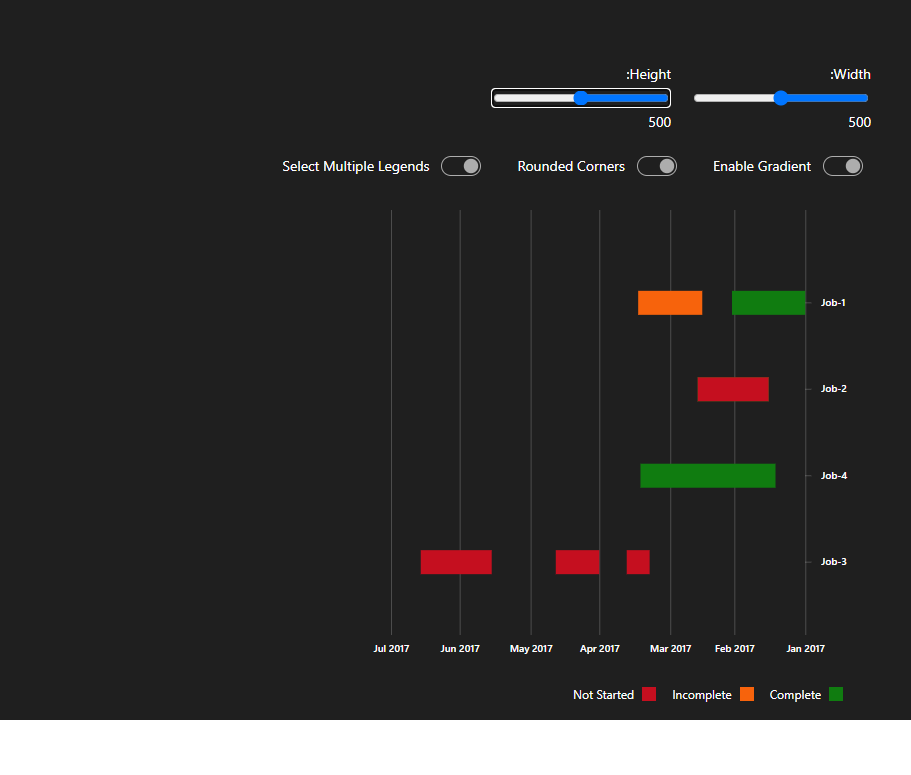 :Width
:Height
500
500
Enable Gradient
Rounded Corners
Select Multiple Legends
Job-1
Job-2
Job-4
Job-3
Jan 2017
Feb 2017
Mar 2017
Apr 2017
May 2017
Jun 2017
Jul 2017
Complete
Incomplete
Not Started